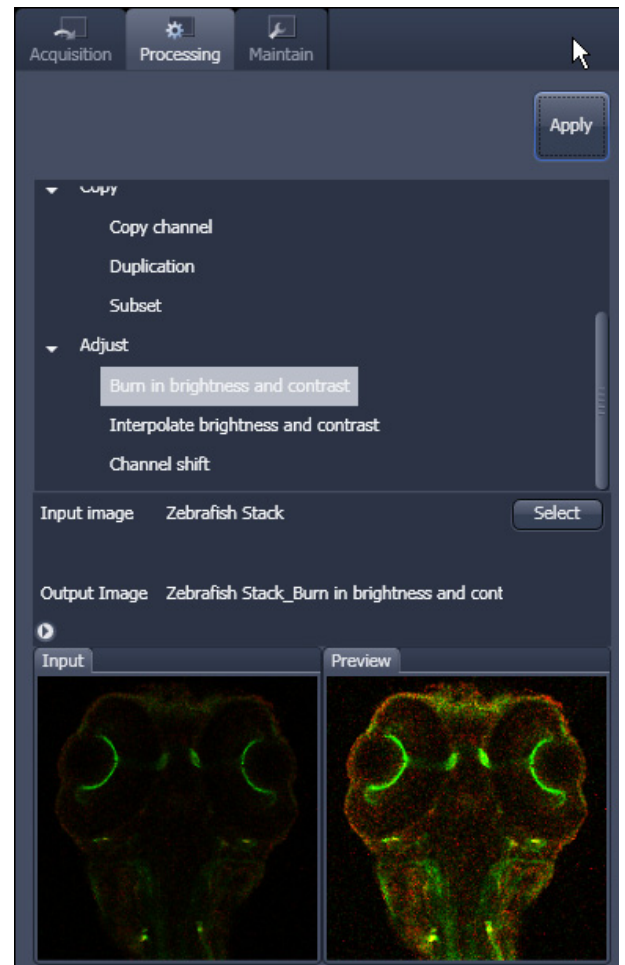 Acquisition Processing Maintain
Apply
Copy
Copy channel
Duplication
Subset
Adjust
Burn in brightness and contrast
Interpolate brightness and contrast
Channel shift
Input image Zebrafish Stack Select
Output Image Zebrafish Stack_Burn in brightness and cont
Input Preview